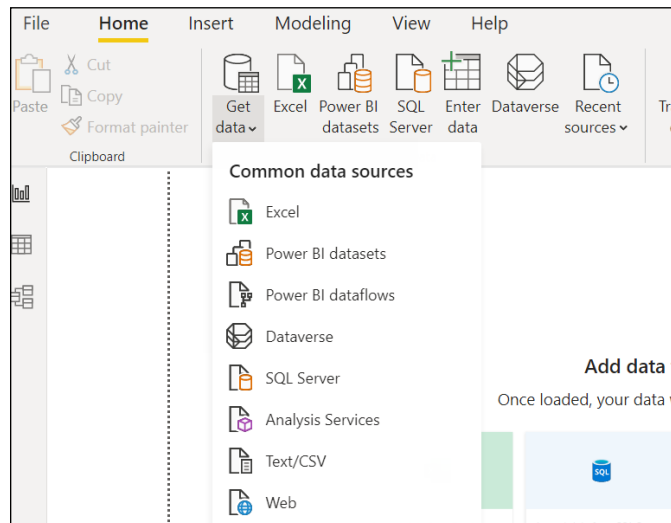 File Home Insert Modeling View Help
Paste
Cut
Copy
Format painter
Clipboard
Get
data
Excel
Power BI
datasets
SQL
Server
Enter
data
Dataverse
Recent
sources
Tr
Common data sources
Excel
Power BI datasets
Power BI dataflows
Dataverse
SQL Server
Analysis Services
Text/CSV
Web
Add data
Once loaded, your data
SQL